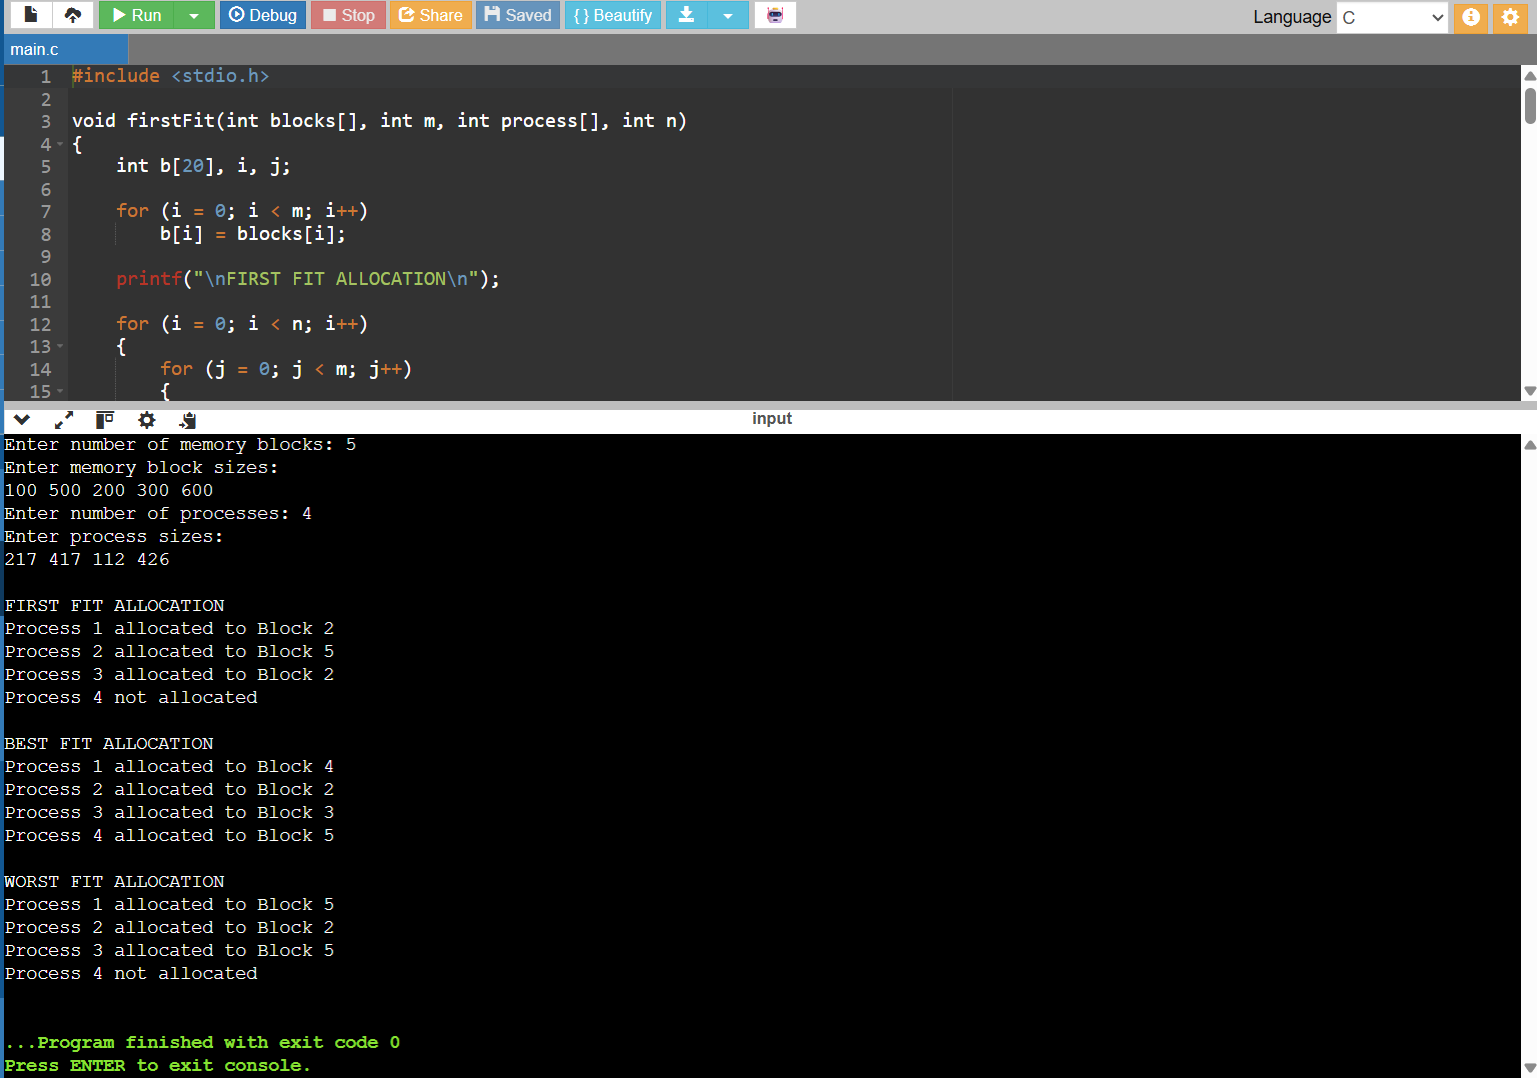 Run Debug Stop Share Saved { } Beautify Language C
main.c
1 #include <stdio.h>
2
3 void firstFit(int blocks[], int m, int process[], int n)
4 {
5     int b[20], i, j;
6
7     for (i = 0; i < m; i++)
8         b[i] = blocks[i];
9
10     printf("\nFIRST FIT ALLOCATION\n");
11
12     for (i = 0; i < n; i++)
13     {
14         for (j = 0; j < m; j++)
15         {
input
Enter number of memory blocks: 5
Enter memory block sizes:
100 500 200 300 600
Enter number of processes: 4
Enter process sizes:
217 417 112 426

FIRST FIT ALLOCATION
Process 1 allocated to Block 2
Process 2 allocated to Block 5
Process 3 allocated to Block 2
Process 4 not allocated

BEST FIT ALLOCATION
Process 1 allocated to Block 4
Process 2 allocated to Block 2
Process 3 allocated to Block 3
Process 4 allocated to Block 5

WORST FIT ALLOCATION
Process 1 allocated to Block 5
Process 2 allocated to Block 2
Process 3 allocated to Block 5
Process 4 not allocated

...Program finished with exit code 0
Press ENTER to exit console.